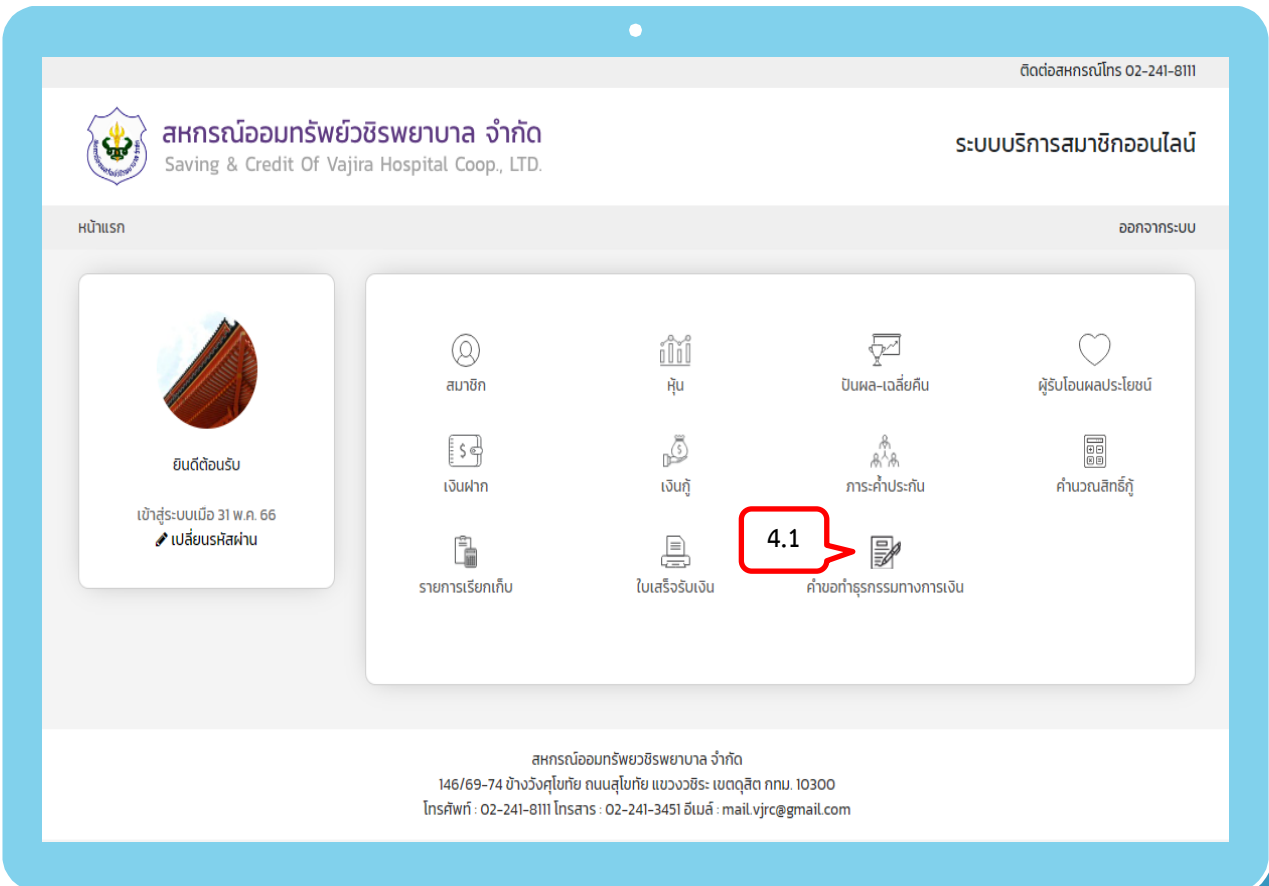 ติดต่อสหกรณ์โทร 02-241-8111
สหกรณ์ออมทรัพย์วชิรพยาบาล จำกัด
Saving & Credit Of Vajira Hospital Coop., LTD.
ระบบบริการสมาชิกออนไลน์
หน้าแรก
ออกจากระบบ
ยินดีต้อนรับ
เข้าสู่ระบบเมื่อ 31 พ.ค. 66
เปลี่ยนรหัสผ่าน
สมาชิก
หุ้น
ปันผล-เฉลี่ยคืน
ผู้รับโอนผลประโยชน์
เงินฝาก
เงินกู้
ภาระค้ำประกัน
คำนวณสิทธิ์กู้
4.1
รายการเรียกเก็บ
ใบเสร็จรับเงิน
คำขอทำธุรกรรมทางการเงิน
สหกรณ์ออมทรัพยวชิรพยาบาล จำกัด
146/69-74 ข้างวังศุโขทัย ถนนสุโขทัย แขวงวชิระ เขตดุสิต กทม. 10300
โทรศัพท์ : 02-241-8111 โทรสาร : 02-241-3451 อีเมล์ : mail.vjrc@gmail.com